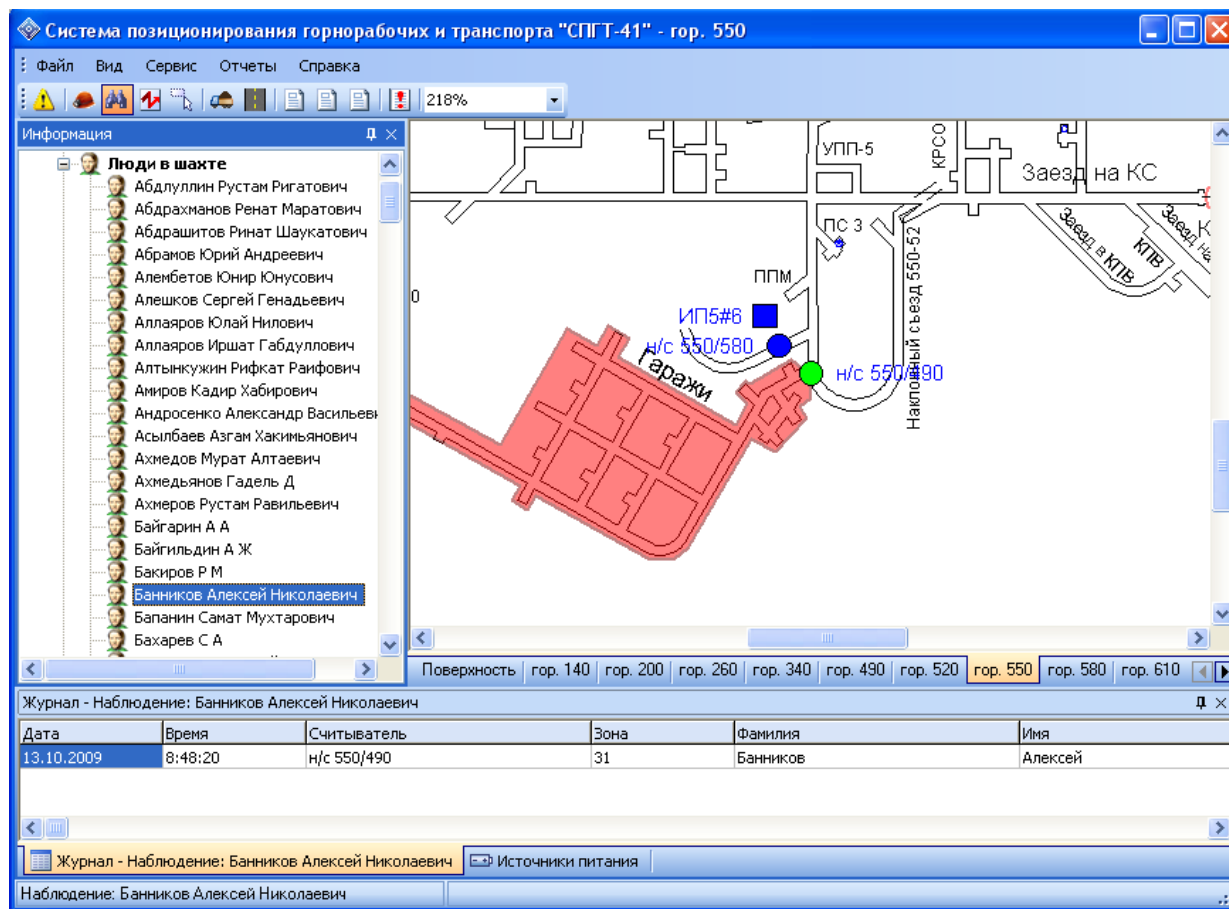 Система позиционирования горнорабочих и транспорта "СПГТ-41" - гор. 550
Файл Вид Сервис Отчеты Справка
218%
Информация
Люди в шахте
Абдлуллин Рустам Ригатович
Абдрахманов Ренат Маратович
Абдрашитов Ринат Шаукатович
Абрамов Юрий Андреевич
Алембетов Юнир Юнусович
Алешков Сергей Генадьевич
Аллаяров Юлай Нилович
Аллаяров Иршат Габдуллович
Алтынкужин Рифкат Раифович
Амиров Кадир Хабирович
Андросенко Александр Васильеви
Асылбаев Азгам Хакимьянович
Ахмедов Мурат Алтаевич
Ахмедьянов Гадель Д
Ахмеров Рустам Равильевич
Байгарин А А
Байгильдин А Ж
Бакиров Р М
Банников Алексей Николаевич
Бапанин Самат Мухтарович
Бахарев С А
УПП-5
КРСО
Заезд на КС
ПС 3
Заезд в КПВ
КПВ
Заезд на
ППМ
0
Наклонный съезд 550-52
ИП5#6
н/с 550/580
Гаражи
н/с 550/490
Поверхность гор. 140 гор. 200 гор. 260 гор. 340 гор. 490 гор. 520 гор. 550 гор. 580 гор. 610
Журнал - Наблюдение: Банников Алексей Николаевич
Дата Время Считыватель Зона Фамилия Имя
13.10.2009 8:48:20 н/с 550/490 31 Банников Алексей
Журнал - Наблюдение: Банников Алексей Николаевич Источники питания
Наблюдение: Банников Алексей Николаевич